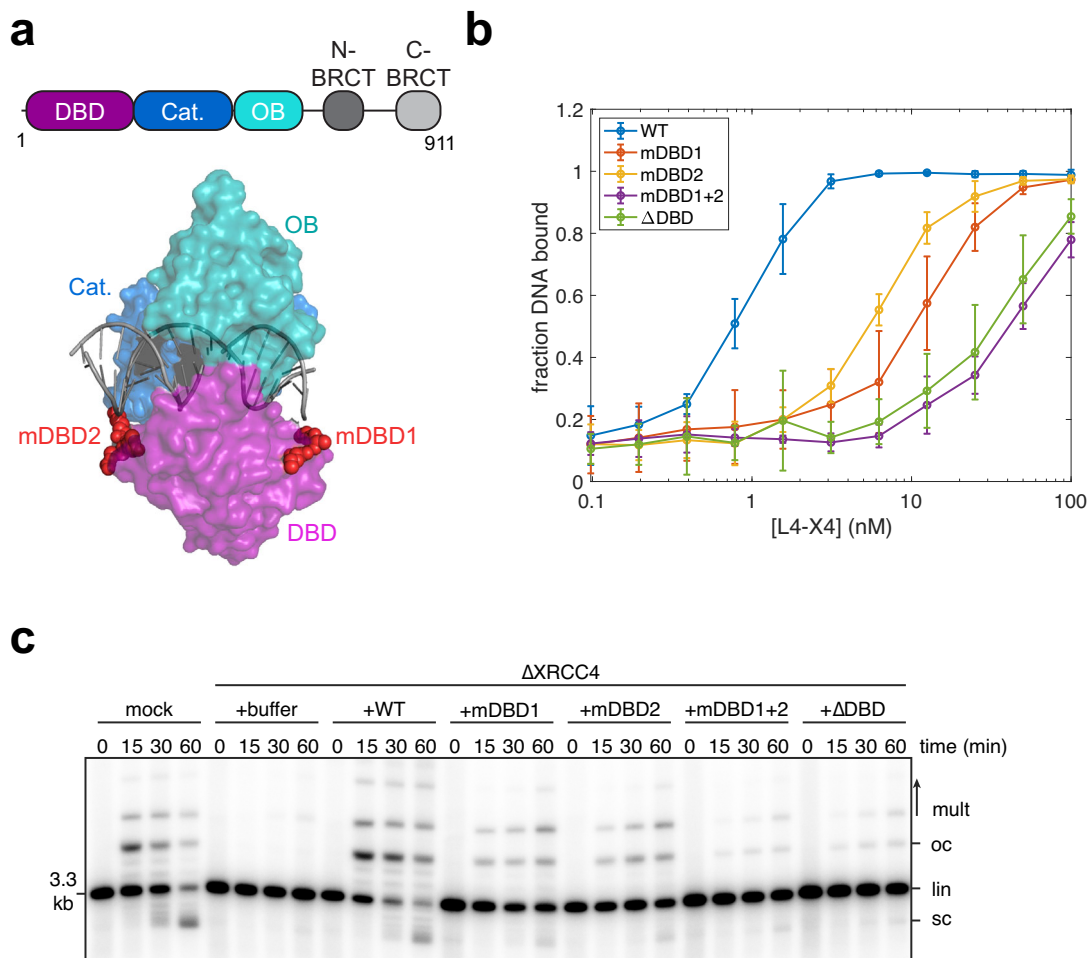 a
N-
BRCT
C-
BRCT
DBD
Cat.
OB
1
911
OB
Cat.
mDBD2
mDBD1
DBD
b
1.2
1
0.8
0.6
0.4
0.2
0
fraction DNA bound
WT
mDBD1
mDBD2
mDBD1+2
ΔDBD
0.1
1
10
100
[L4-X4] (nM)
c
ΔXRCC4
mock
+buffer
+WT
+mDBD1
+mDBD2
+mDBD1+2
+ΔDBD
0 15 30 60 0 15 30 60 0 15 30 60 0 15 30 60 0 15 30 60 0 15 30 60 0 15 30 60 time (min)
mult
oc
3.3
kb
lin
sc